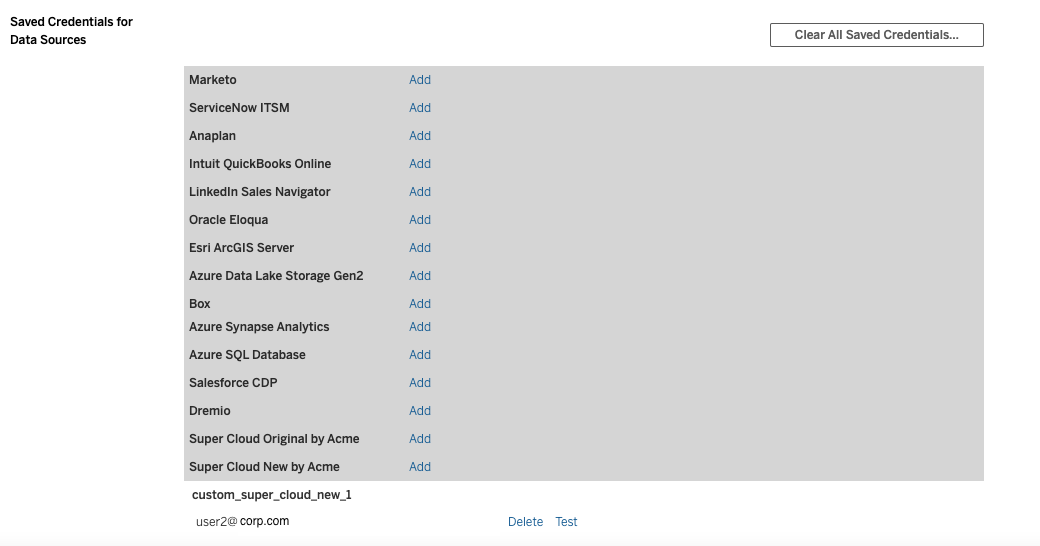 Saved Credentials for
Data Sources
Clear All Saved Credentials...
Marketo Add
ServiceNow ITSM Add
Anaplan Add
Intuit QuickBooks Online Add
LinkedIn Sales Navigator Add
Oracle Eloqua Add
Esri ArcGIS Server Add
Azure Data Lake Storage Gen2 Add
Box Add
Azure Synapse Analytics Add
Azure SQL Database Add
Salesforce CDP Add
Dremio Add
Super Cloud Original by Acme Add
Super Cloud New by Acme Add
custom_super_cloud_new_1
user2@ corp.com Delete Test